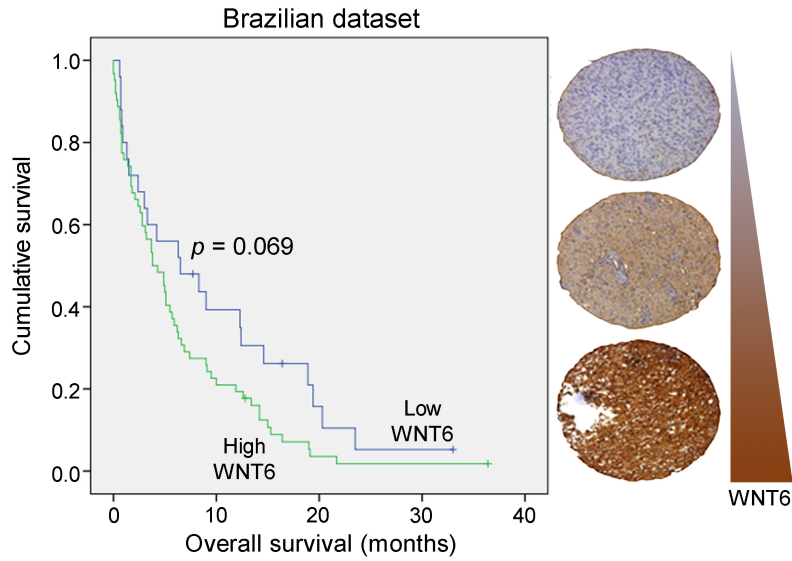 Brazilian dataset
Cumulative survival
1.0
0.8
0.6
0.4
0.2
0.0
p = 0.069
Low
WNT6
High
WNT6
0
10
20
30
40
Overall survival (months)
WNT6